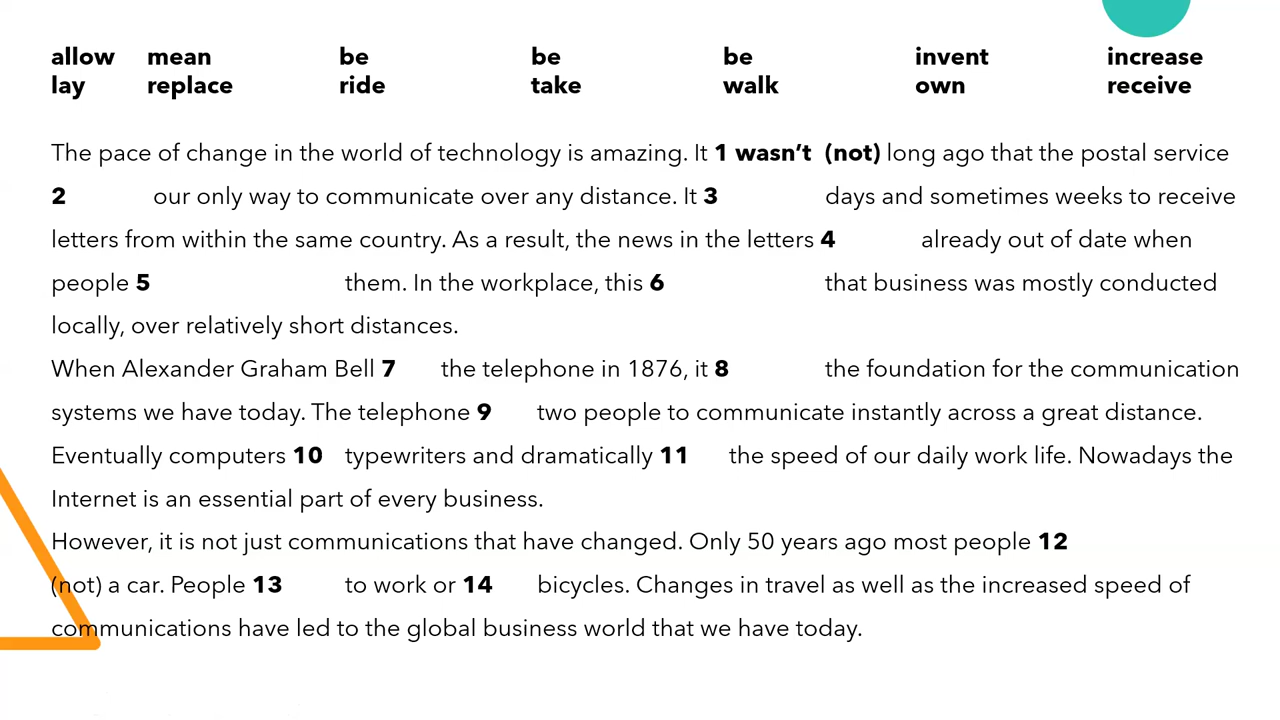 allow mean be be be invent increase
lay replace ride take walk own receive
The pace of change in the world of technology is amazing. It 1 wasn’t (not) long ago that the postal service
2 our only way to communicate over any distance. It 3 days and sometimes weeks to receive
letters from within the same country. As a result, the news in the letters 4 already out of date when
people 5 them. In the workplace, this 6 that business was mostly conducted
locally, over relatively short distances.
When Alexander Graham Bell 7 the telephone in 1876, it 8 the foundation for the communication
systems we have today. The telephone 9 two people to communicate instantly across a great distance.
Eventually computers 10 typewriters and dramatically 11 the speed of our daily work life. Nowadays the
Internet is an essential part of every business.
However, it is not just communications that have changed. Only 50 years ago most people 12
(not) a car. People 13 to work or 14 bicycles. Changes in travel as well as the increased speed of
communications have led to the global business world that we have today.